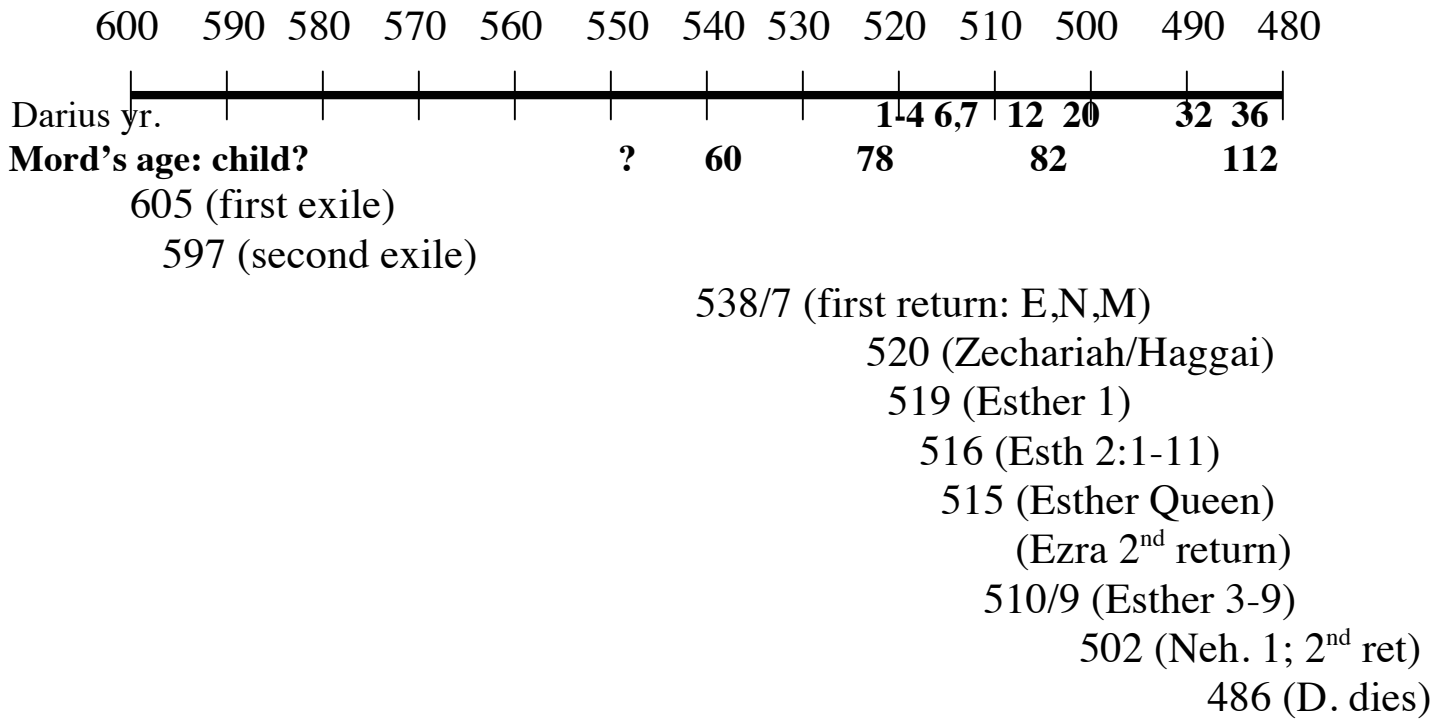 600 590 580 570 560 550 540 530 520 510 500 490 480
Darius yr. 1-4 6,7 12 20 32 36
Mord’s age: child? ? 60 78 82 112
605 (first exile)
597 (second exile)
538/7 (first return: E,N,M)
520 (Zechariah/Haggai)
519 (Esther 1)
516 (Esth 2:1-11)
515 (Esther Queen)
(Ezra 2nd return)
510/9 (Esther 3-9)
502 (Neh. 1; 2nd ret)
486 (D. dies)